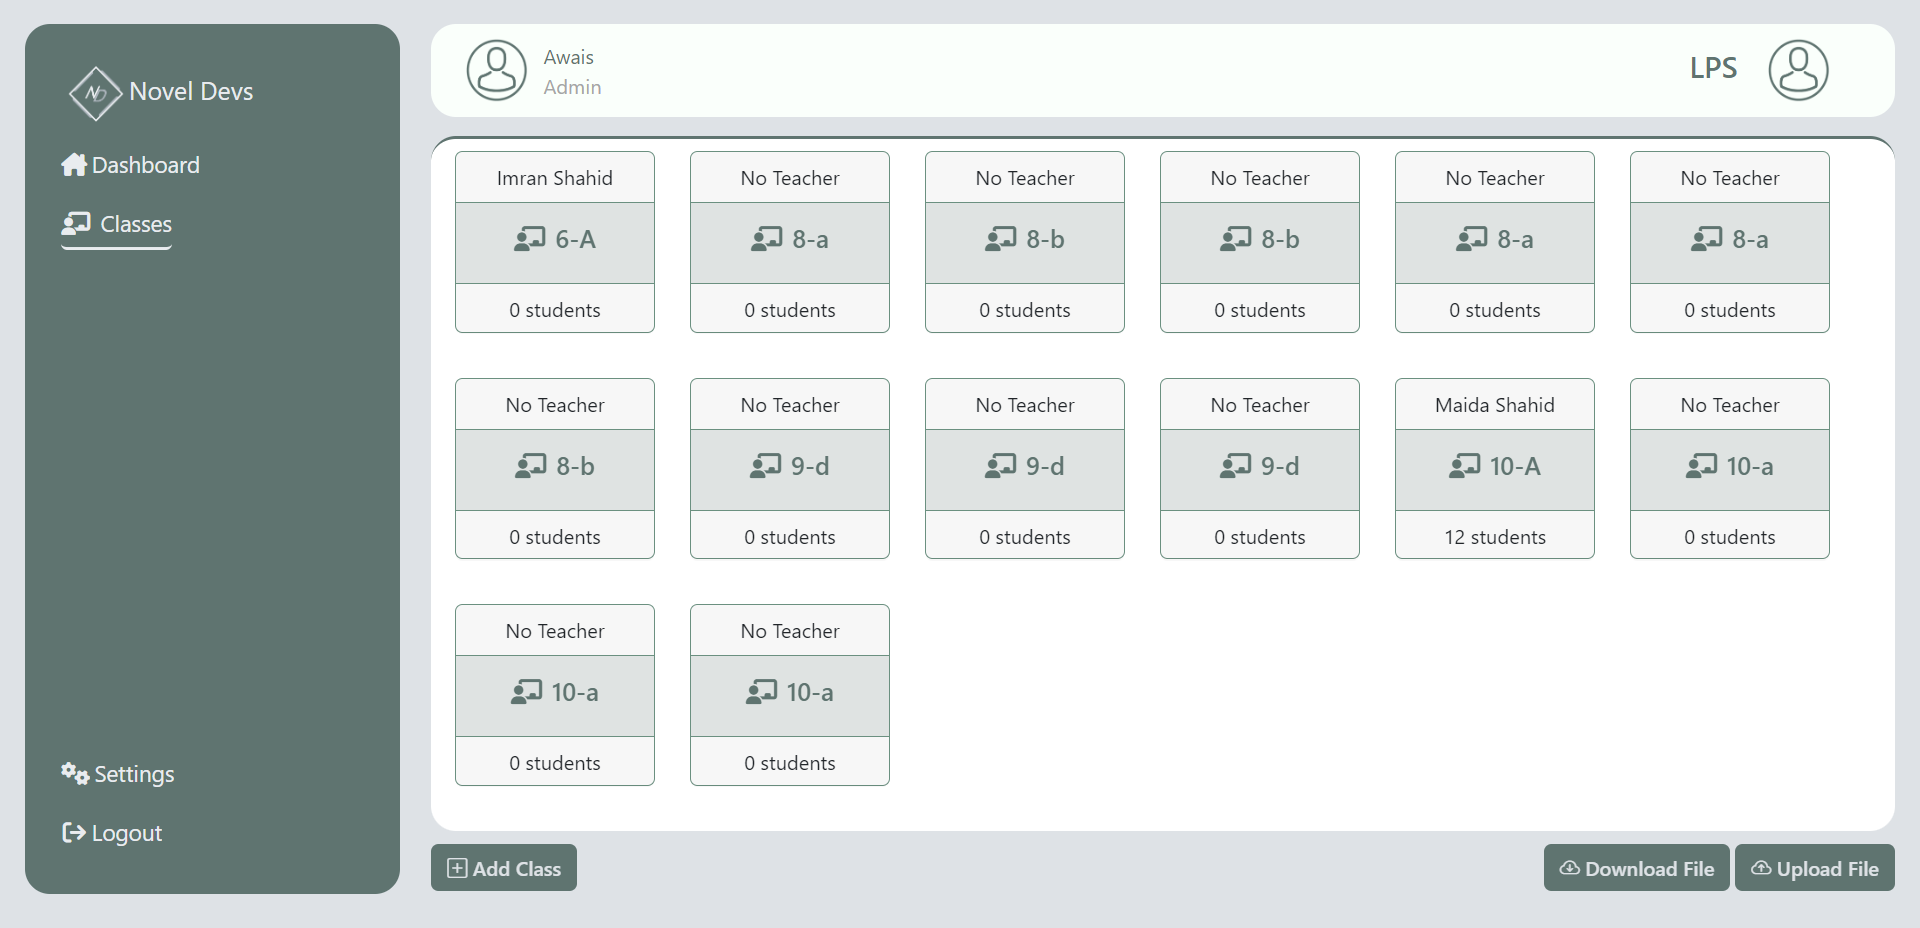 Novel Devs
Dashboard
Classes
Settings
Logout
Awais
Admin
LPS
Imran Shahid
6-A
0 students
No Teacher
8-a
0 students
No Teacher
8-b
0 students
No Teacher
8-b
0 students
No Teacher
8-a
0 students
No Teacher
8-a
0 students
No Teacher
8-b
0 students
No Teacher
9-d
0 students
No Teacher
9-d
0 students
No Teacher
9-d
0 students
Maida Shahid
10-A
12 students
No Teacher
10-a
0 students
No Teacher
10-a
0 students
No Teacher
10-a
0 students
Add Class
Download File
Upload File